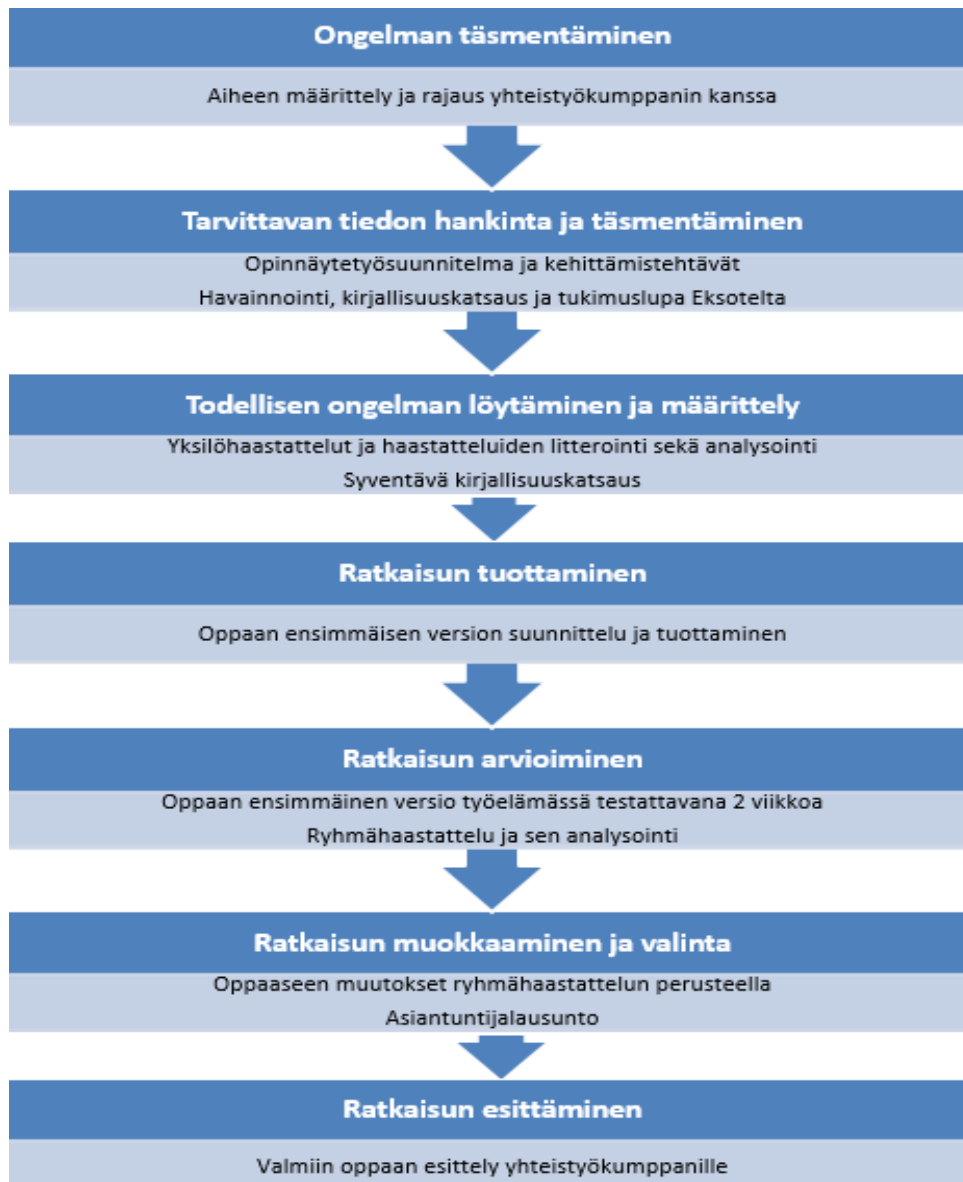 Ongelman täsmentäminen
Aiheen määrittely ja rajaus yhteistyökumppanin kanssa
Tarvittavan tiedon hankinta ja täsmentäminen
Opinnäytetyösuunnitelma ja kehittämistehtävät
Havainnointi, kirjallisuuskatsaus ja tukimuslupa Eksotelta
Todellisen ongelman löytäminen ja määrittely
Yksilöhaastattelut ja haastatteluiden litterointi sekä analysointi
Syventävä kirjallisuuskatsaus
Ratkaisun tuottaminen
Oppaan ensimmäisen version suunnittelu ja tuottaminen
Ratkaisun arvioiminen
Oppaan ensimmäinen versio työelämässä testattavana 2 viikkoa
Ryhmähaastattelu ja sen analysointi
Ratkaisun muokkaaminen ja valinta
Oppaaseen muutokset ryhmähaastattelun perusteella
Asiantuntijalausunto
Ratkaisun esittäminen
Valmiin oppaan esittely yhteistyökumppanille